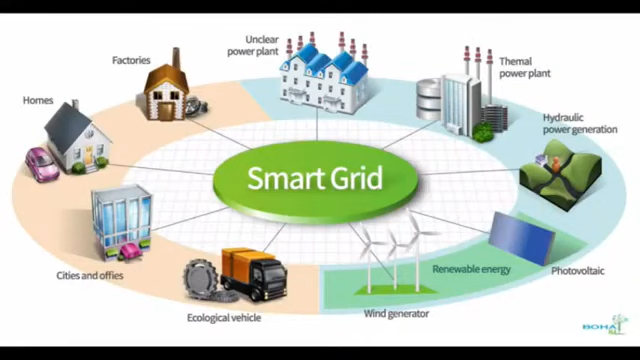 Unclear
power plant
Factories
Themal
power plant
Homes
Hydraulic
power generation
Smart Grid
Cities and offies
Renewable energy
Photovoltaic
Ecological vehicle
Wind generator
BOHA